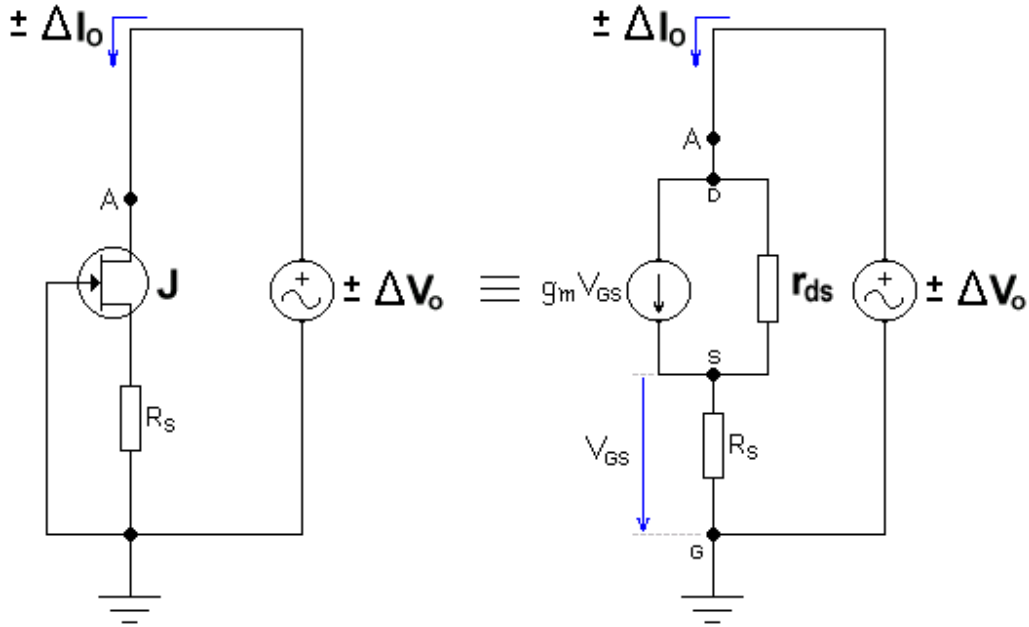 ± ΔIo
A
J
+
± ΔVo
RS
≡
± ΔIo
A
D
gmVGS
rds
+
± ΔVo
S
VGS
RS
G